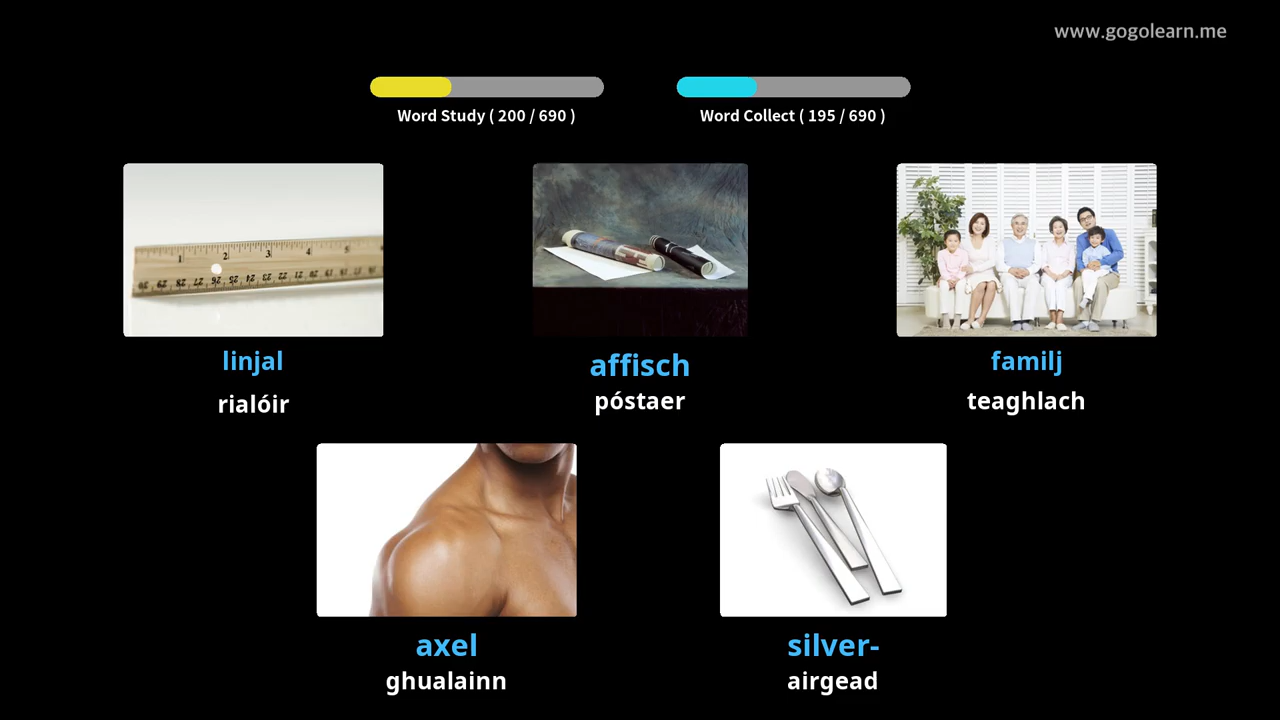 www.gogolearn.me
Word Study ( 200 / 690 )
Word Collect ( 195 / 690 )
linjal
affisch
familj
rialóir
póstaer
teaghlach
axel
silver-
ghualainn
airgead